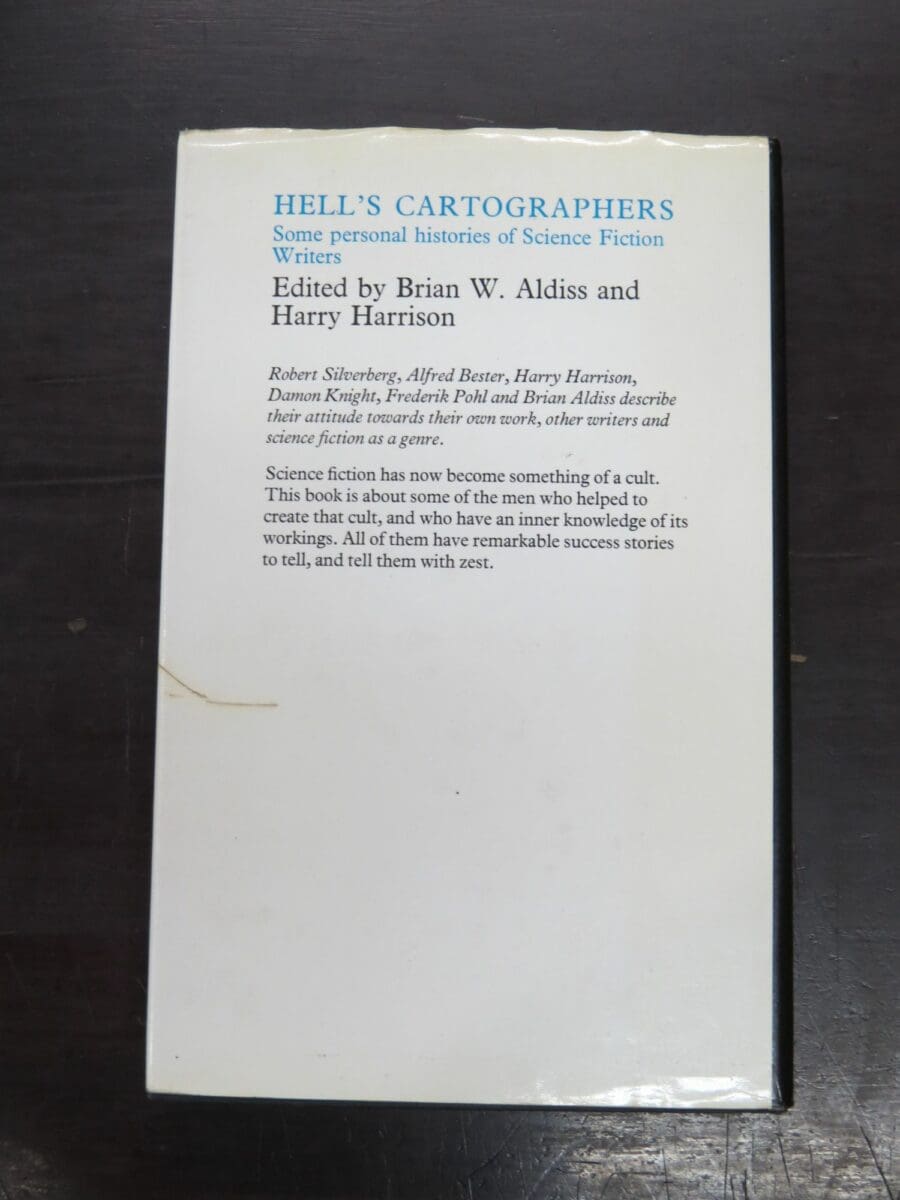 HELL'S CARTOGRAPHERS
Some personal histories of Science Fiction
Writers
Edited by Brian W. Aldiss and
Harry Harrison
Robert Silverberg, Alfred Bester, Harry Harrison,
Damon Knight, Frederik Pohl and Brian Aldiss describe
their attitude towards their own work, other writers and
science fiction as a genre.
Science fiction has now become something of a cult.
This book is about some of the men who helped to
create that cult, and who have an inner knowledge of its
workings. All of them have remarkable success stories
to tell, and tell them with zest.